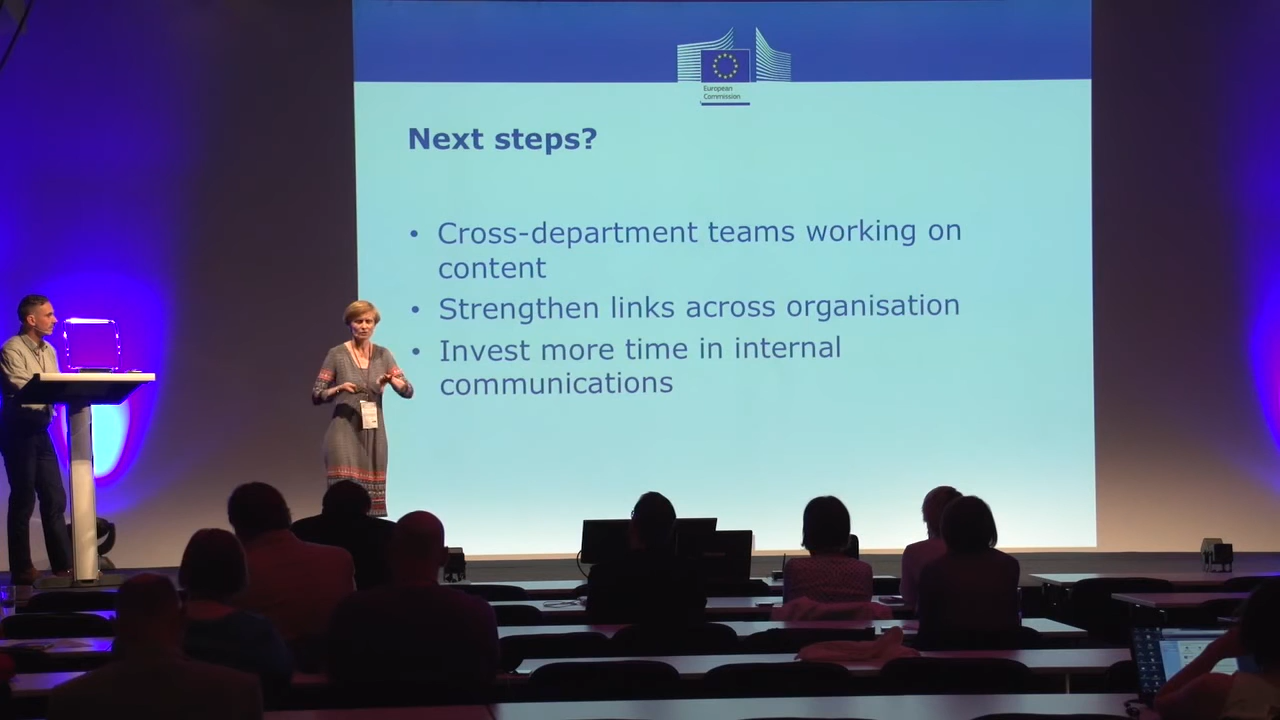 European
Commission
Next steps?
• Cross-department teams working on
content
• Strengthen links across organisation
• Invest more time in internal
communications